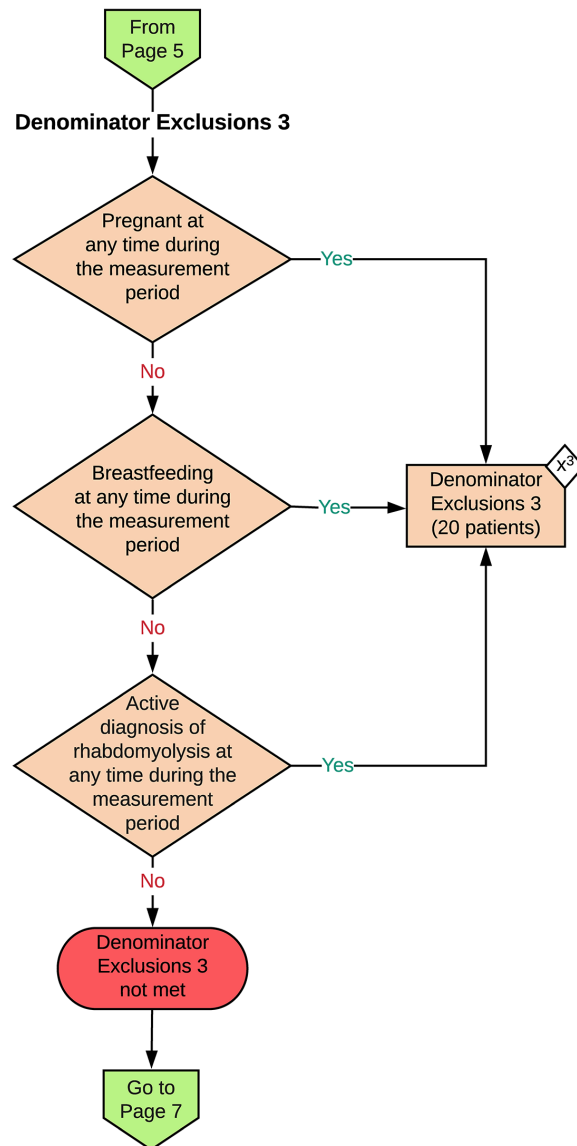 From
Page 5
Denominator Exclusions 3
Pregnant at
any time during
the measurement
period
Yes
No
Breastfeeding
at any time during
the measurement
period
Yes
Denominator
Exclusions 3
(20 patients)
x³
No
Active
diagnosis of
rhabdomyolysis at
any time during the
measurement
period
Yes
No
Denominator
Exclusions 3
not met
Go to
Page 7